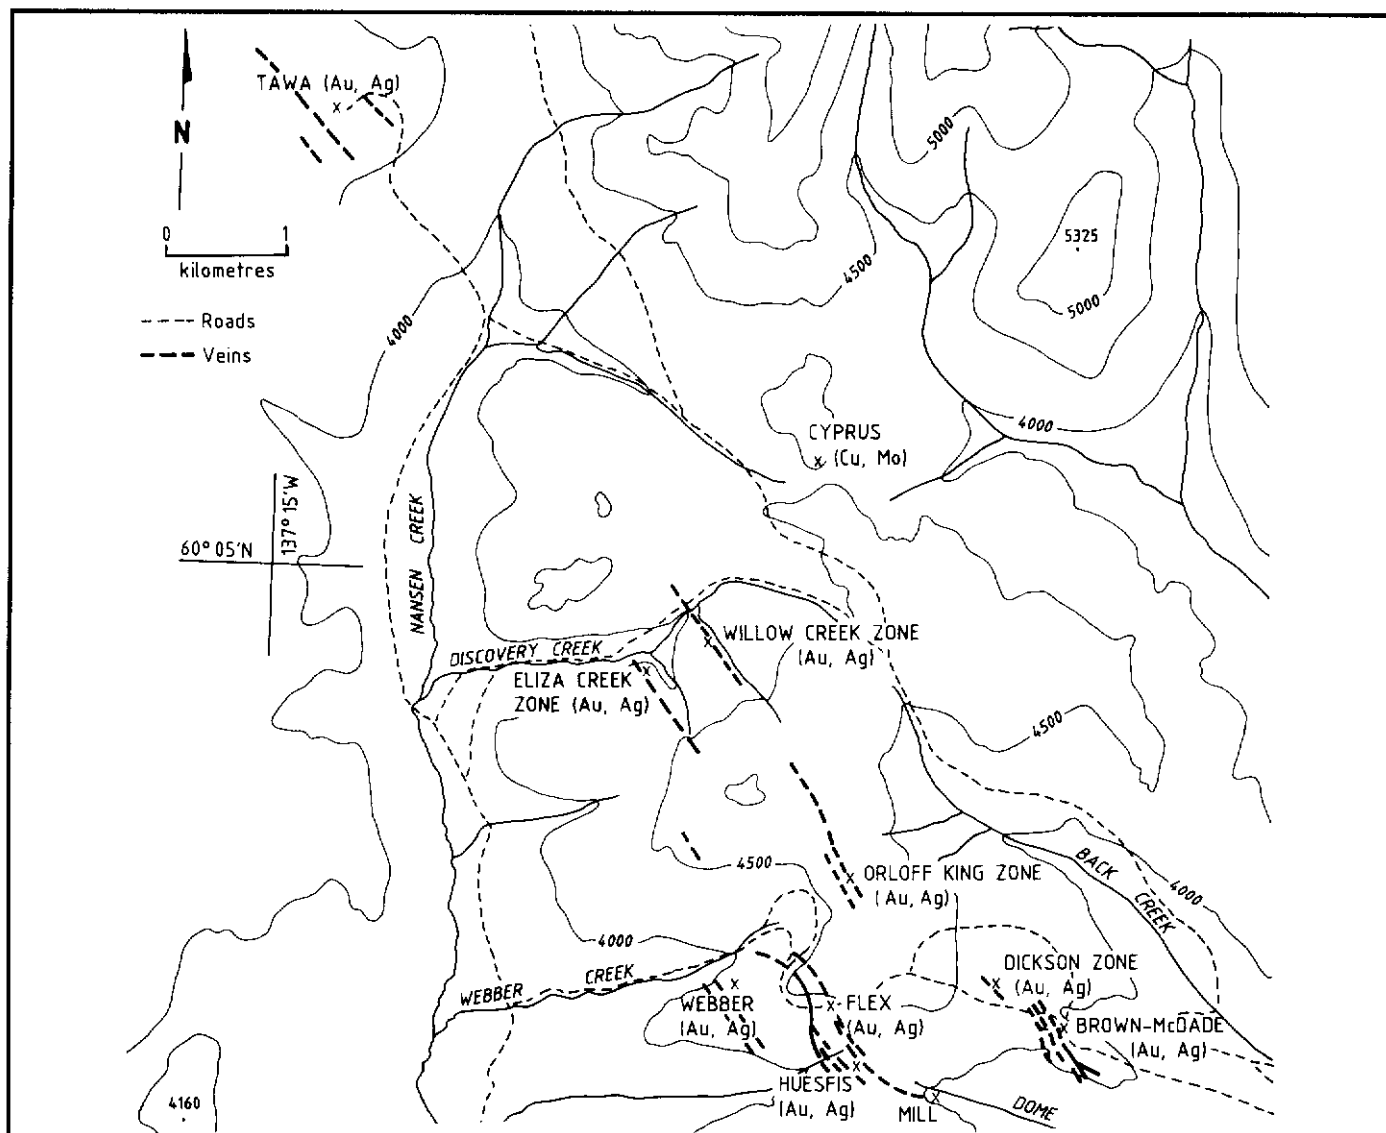 TAWA (Au, Ag)
N
0 1
kilometres
Roads
Veins
5000
5325
4500
5000
4000
4000
CYPRUS
(Cu, Mo)
NANSEN CREEK
137° 15'W
60° 05'N
WILLOW CREEK ZONE
(Au, Ag)
DISCOVERY CREEK
ELIZA CREEK
ZONE (Au, Ag)
4500
4500
ORLOFF KING ZONE
(Au, Ag)
BACK CREEK
4000
4000
WEBBER CREEK
DICKSON ZONE
(Au, Ag)
WEBBER
(Au, Ag)
FLEX
(Au, Ag)
BROWN-McDADE
(Au, Ag)
HUESFIS
(Au, Ag)
MILL
DOME
4160